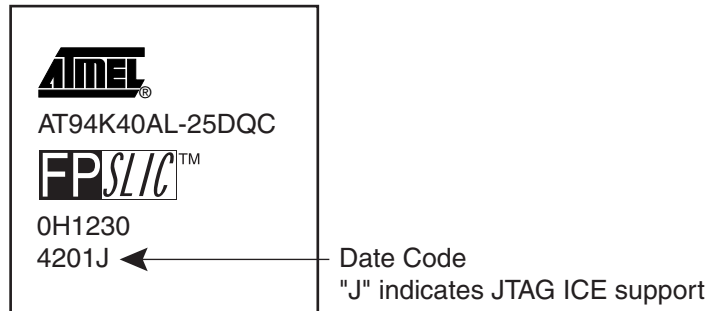 ATMEL®
AT94K40AL-25DQC
FPSLIC™
0H1230
4201J
Date Code
"J" indicates JTAG ICE support